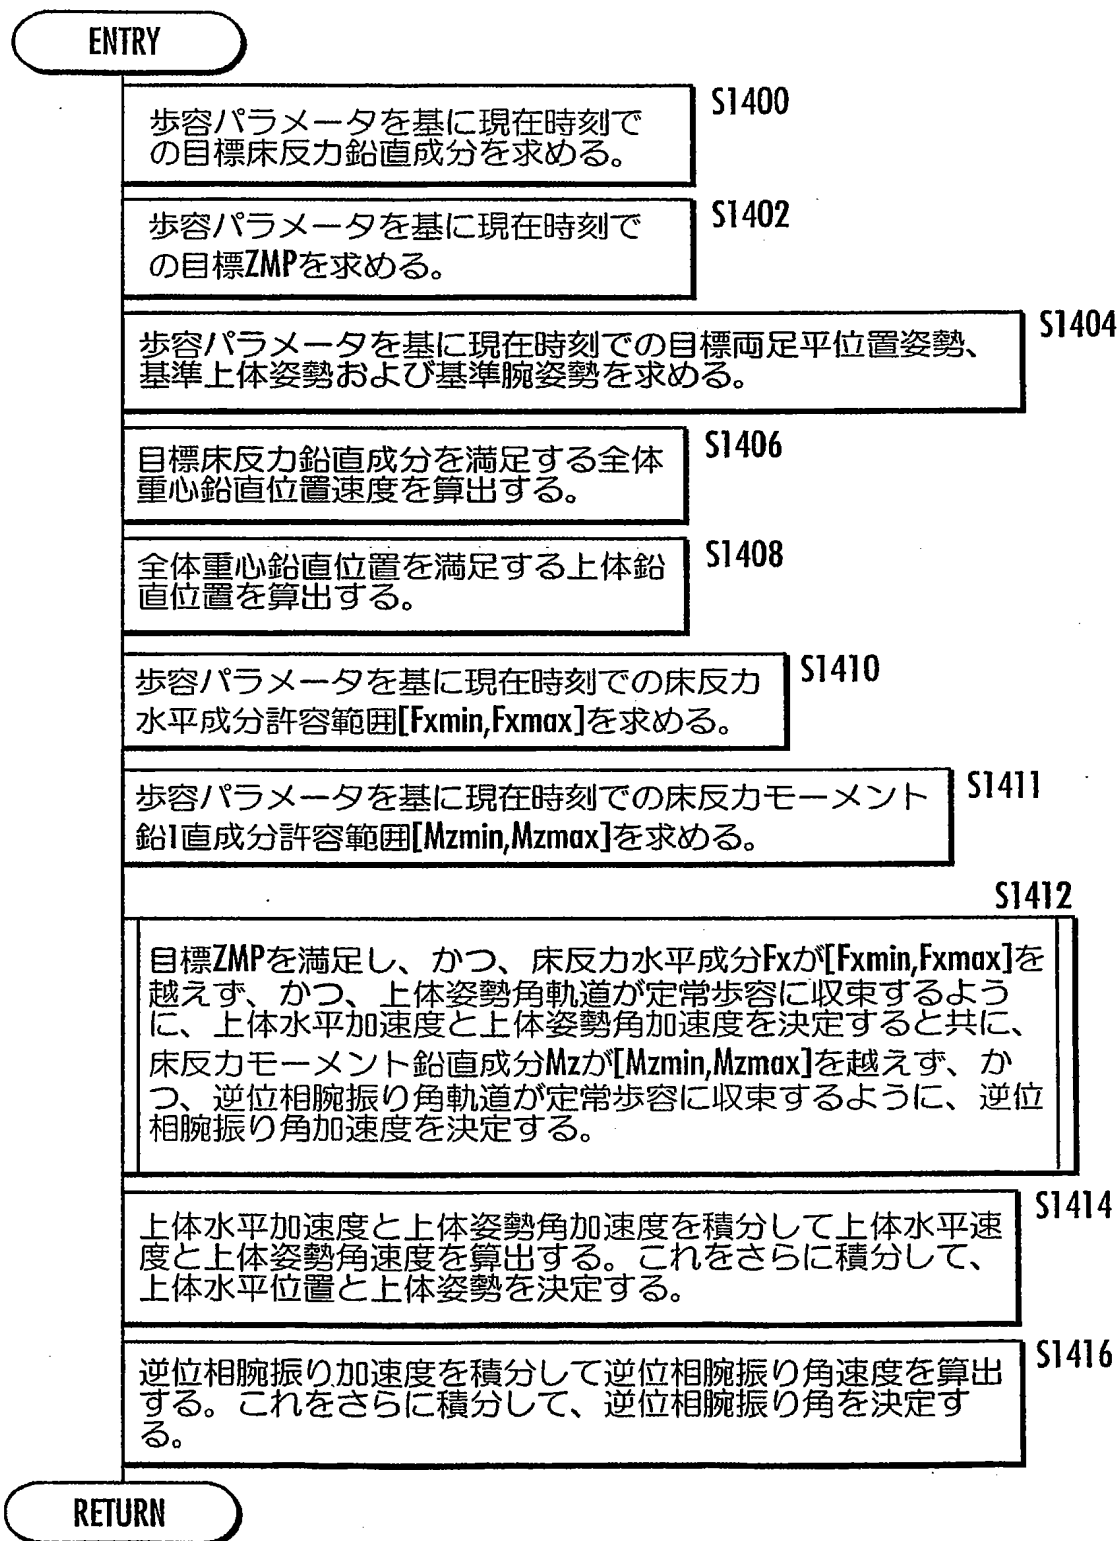 ENTRY
S1400
歩容パラメータを基に現在時刻で
の目標床反力鉛直成分を求める。
S1402
歩容パラメータを基に現在時刻で
の目標ZMPを求める。
S1404
歩容パラメータを基に現在時刻での目標両足平位置姿勢、
基準上体姿勢および基準腕姿勢を求める。
S1406
目標床反力鉛直成分を満足する全体
重心鉛直位置速度を算出する。
S1408
全体重心鉛直位置を満足する上体鉛
直位置を算出する。
S1410
歩容パラメータを基に現在時刻での床反力
水平成分許容範囲[Fxmin,Fxmax]を求める。
S1411
歩容パラメータを基に現在時刻での床反力モーメント
鉛1直成分許容範囲[Mzmin,Mzmax]を求める。
S1412
目標ZMPを満足し、かつ、床反力水平成分Fxが[Fxmin,Fxmax]を
越えず、かつ、上体姿勢角軌道が定常歩容に収束するよう
に、上体水平加速度と上体姿勢角加速度を決定すると共に、
床反力モーメント鉛直成分Mzが[Mzmin,Mzmax]を越えず、か
つ、逆位相腕振り角軌道が定常歩容に収束するように、逆位
相腕振り角加速度を決定する。
S1414
上体水平加速度と上体姿勢角加速度を積分して上体水平速
度と上体姿勢角速度を算出する。これをさらに積分して、
上体水平位置と上体姿勢を決定する。
S1416
逆位相腕振り加速度を積分して逆位相腕振り角速度を算出
する。これをさらに積分して、逆位相腕振り角を決定す
る。
RETURN